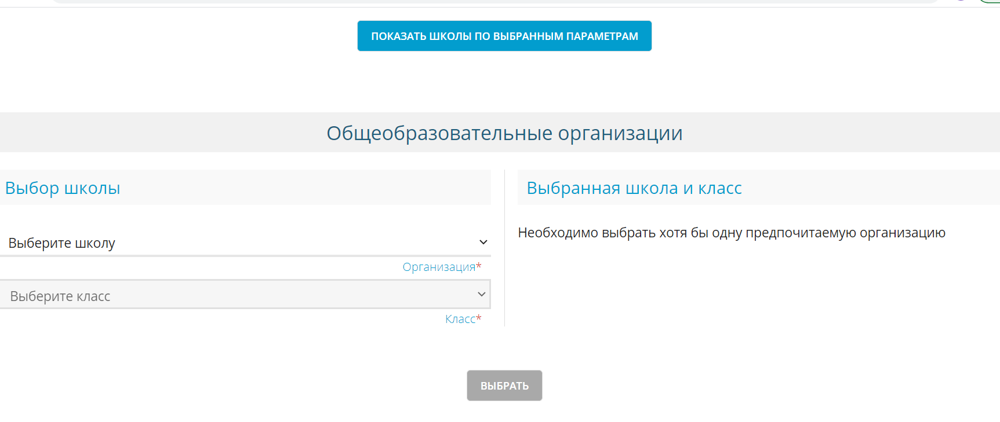 ПОКАЗАТЬ ШКОЛЫ ПО ВЫБРАННЫМ ПАРАМЕТРАМ
Общеобразовательные организации
Выбор школы
Выберите школу
Организация*
Выберите класс
Класс*
Выбранная школа и класс
Необходимо выбрать хотя бы одну предпочитаемую организацию
ВЫБРАТЬ